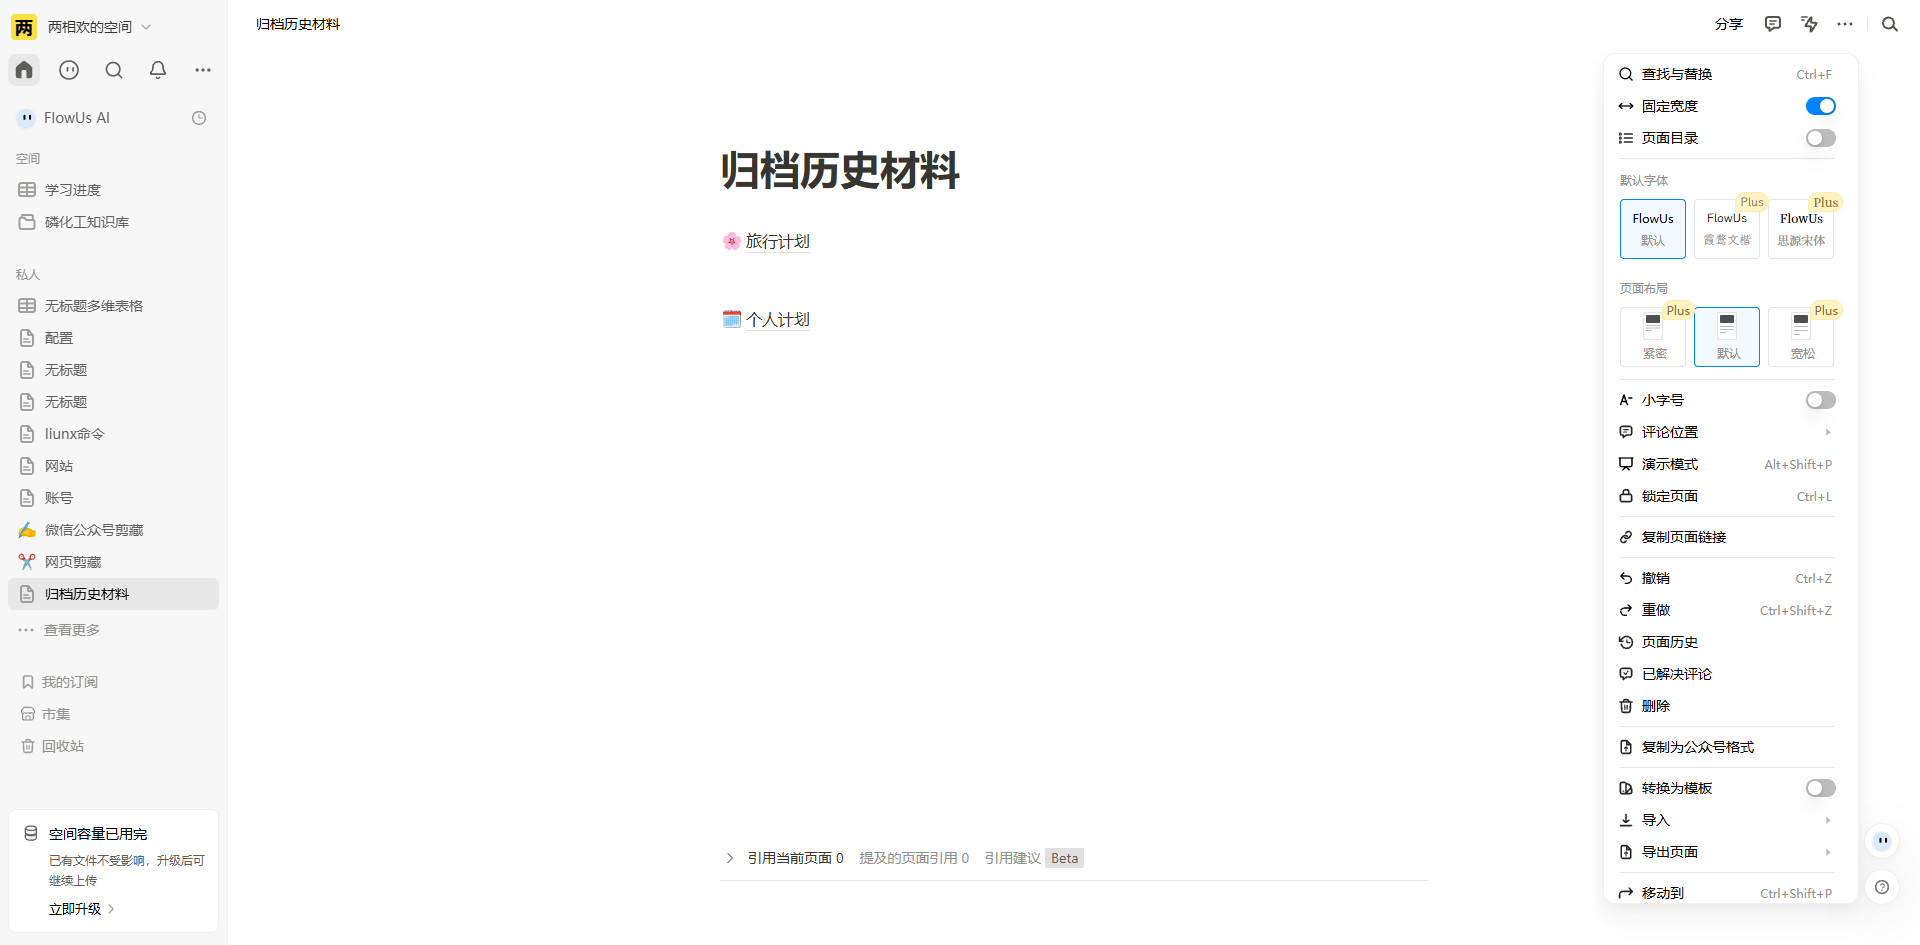 两 两相欢的空间
FlowUs AI
空间
学习进度
磷化工知识库
私人
无标题多维表格
配置
无标题
无标题
liunx命令
网站
账号
微信公众号剪藏
网页剪藏
归档历史材料
查看更多
我的订阅
市集
回收站
空间容量已用完
已有文件不受影响，升级后可
继续上传
立即升级
归档历史材料
分享
归档历史材料
旅行计划
个人计划
引用当前页面 0 提及的页面引用 0 引用建议 Beta
查找与替换 Ctrl+F
固定宽度
页面目录
默认字体
Plus Plus
FlowUs FlowUs FlowUs
默认 霞鹜文楷 思源宋体
页面布局
Plus Plus
紧密 默认 宽松
A- 小字号
评论位置
演示模式 Alt+Shift+P
锁定页面 Ctrl+L
复制页面链接
撤销 Ctrl+Z
重做 Ctrl+Shift+Z
页面历史
已解决评论
删除
复制为公众号格式
转换为模板
导入
导出页面
移动到 Ctrl+Shift+P